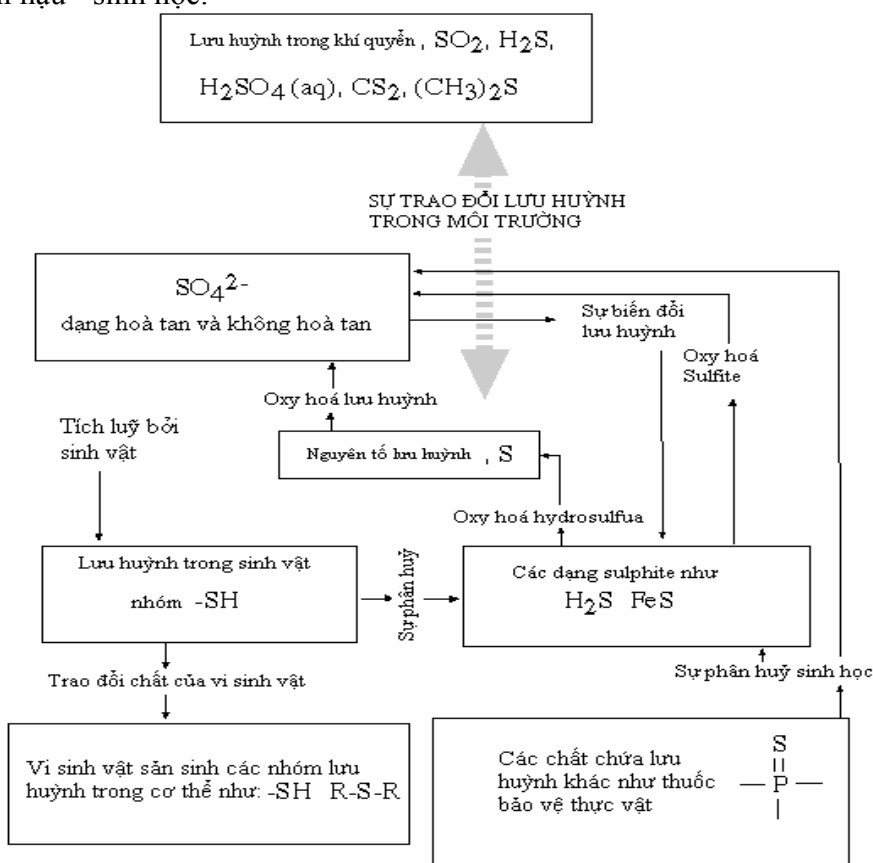 sinh học.
Lưu huỳnh trong khí quyển , SO2, H2S,
H2SO4 (aq), CS2, (CH3)2S
SỰ TRAO ĐỔI LƯU HUỲNH
TRONG MÔI TRƯỜNG
SO4 2-
dạng hoà tan và không hoà tan
Sự biến đổi
lưu huỳnh
Oxy hoá
Sulfite
Oxy hoá lưu huỳnh
Tích luỹ bởi
sinh vật
Nguyên tố lưu huỳnh , S
Oxy hoá hydrosulfua
Lưu huỳnh trong sinh vật
nhóm -SH
Sự phân huỷ
Các dạng sulphite như
H2S FeS
Trao đổi chất của vi sinh vật
Sự phân huỷ sinh học
Vi sinh vật sản sinh các nhóm lưu
huỳnh trong cơ thể như: -SH R-S-R
Các chất chứa lưu
huỳnh khác như thuốc
bảo vệ thực vật
S
P